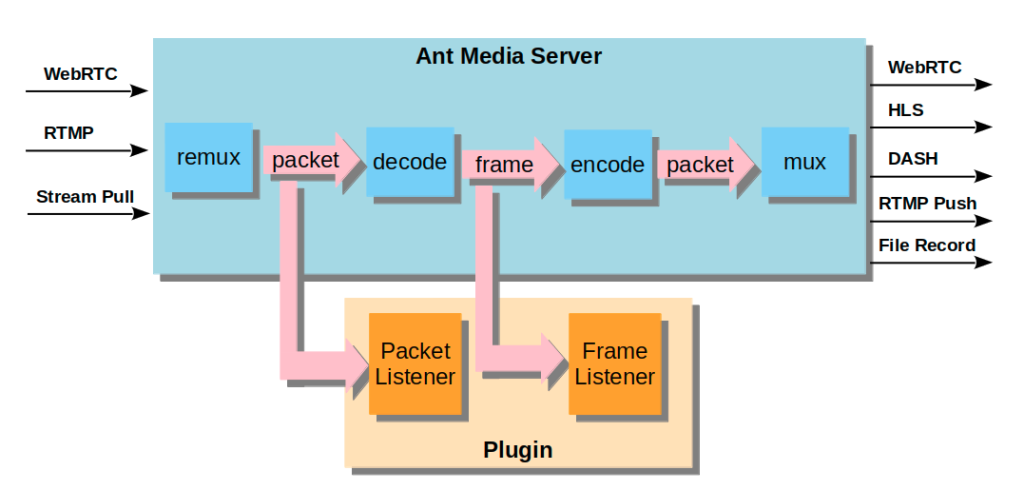 Ant Media Server
WebRTC
RTMP
Stream Pull
remux
packet
decode
frame
encode
packet
mux
WebRTC
HLS
DASH
RTMP Push
File Record
Packet
Listener
Frame
Listener
Plugin